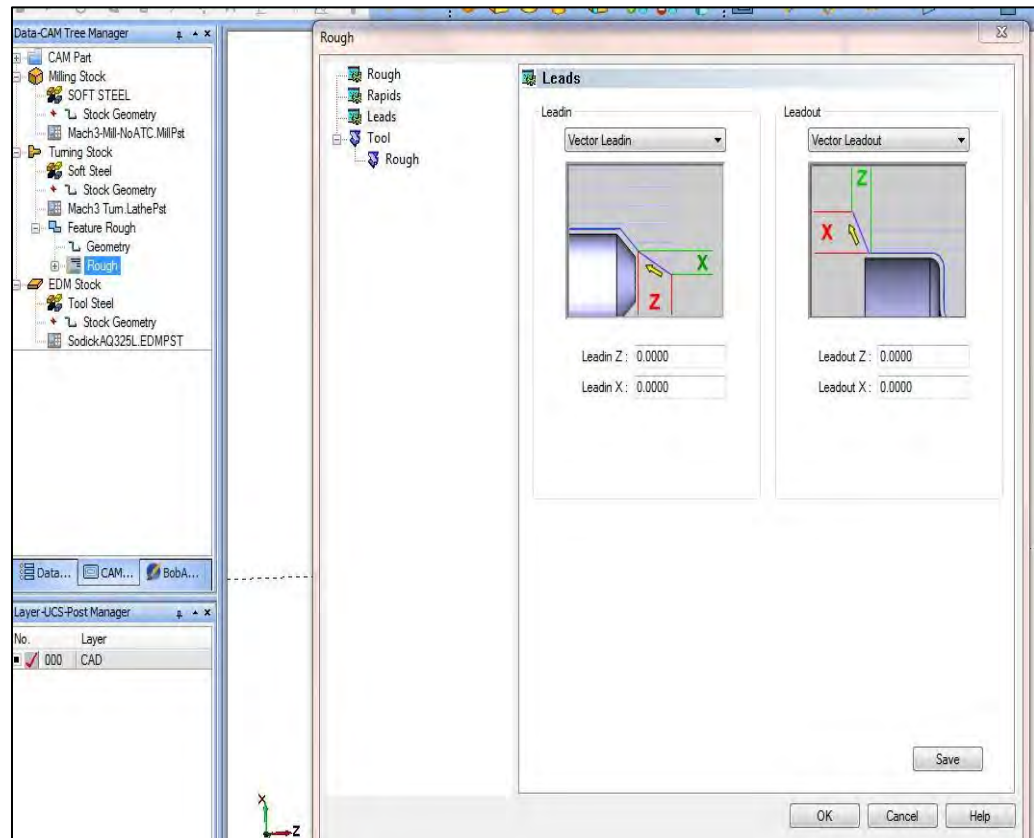 Data-CAM Tree Manager
CAM Part
Milling Stock
SOFT STEEL
Stock Geometry
Mach3-Mill-NoATC.MillPst
Turning Stock
Soft Steel
Stock Geometry
Mach3 Turn.LathePst
Feature Rough
Geometry
Rough
EDM Stock
Tool Steel
Stock Geometry
SodickAQ325L.EDMPST
Data...
CAM...
BobA...
Layer-UCS-Post Manager
No. Layer
000 CAD
X
Z
Rough
Rough
Rapids
Leads
Tool
Rough
Leads
Leadin
Vector Leadin
X
Z
Leadin Z : 0.0000
Leadin X : 0.0000
Leadout
Vector Leadout
Z
X
Leadout Z : 0.0000
Leadout X : 0.0000
Save
OK Cancel Help